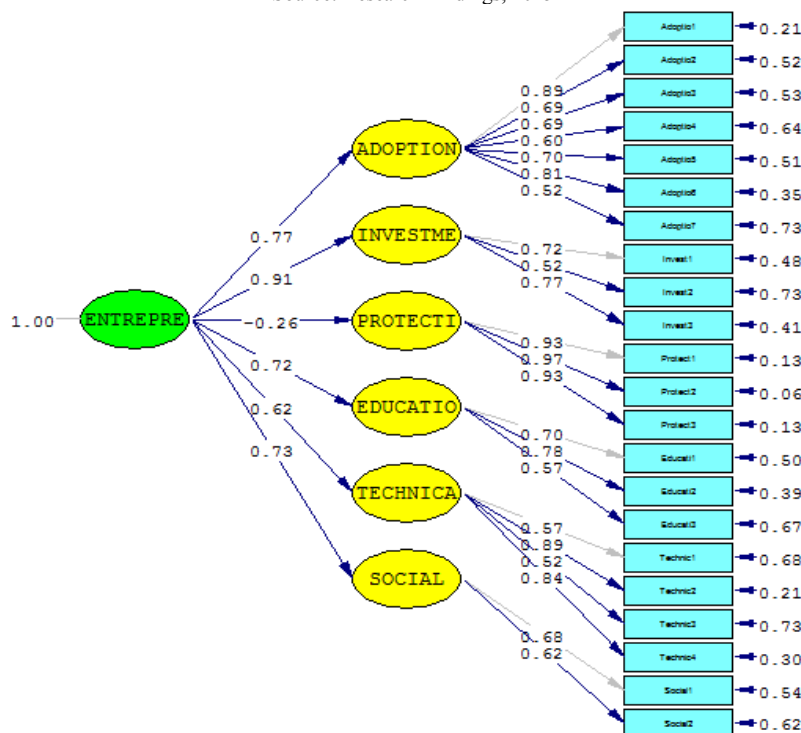 1.00
ENTREPRE
0.77
0.91
-0.26
0.72
0.62
0.73
ADOPTION
INVESTME
PROTECTI
EDUCATIO
TECHNICA
SOCIAL
0.89
0.69
0.69
0.60
0.70
0.81
0.52
0.72
0.52
0.77
0.93
0.97
0.93
0.70
0.78
0.57
0.57
0.89
0.52
0.84
0.68
0.62
Adoptio1 0.21
Adoptio2 0.52
Adoptio3 0.53
Adoptio4 0.64
Adoptio5 0.51
Adoptio6 0.35
Adoptio7 0.73
Invest1 0.48
Invest2 0.73
Invest3 0.41
Protect1 0.13
Protect2 0.06
Protect3 0.13
Educati1 0.50
Educati2 0.39
Educati3 0.67
Technic1 0.68
Technic2 0.21
Technic3 0.73
Technic4 0.30
Social1 0.54
Social2 0.62